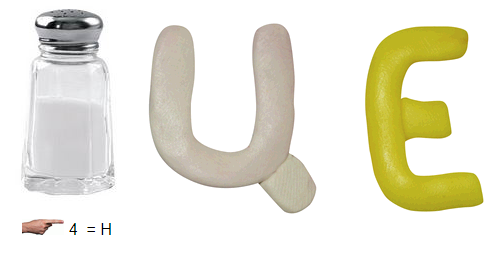 Ц Е
4 = Н